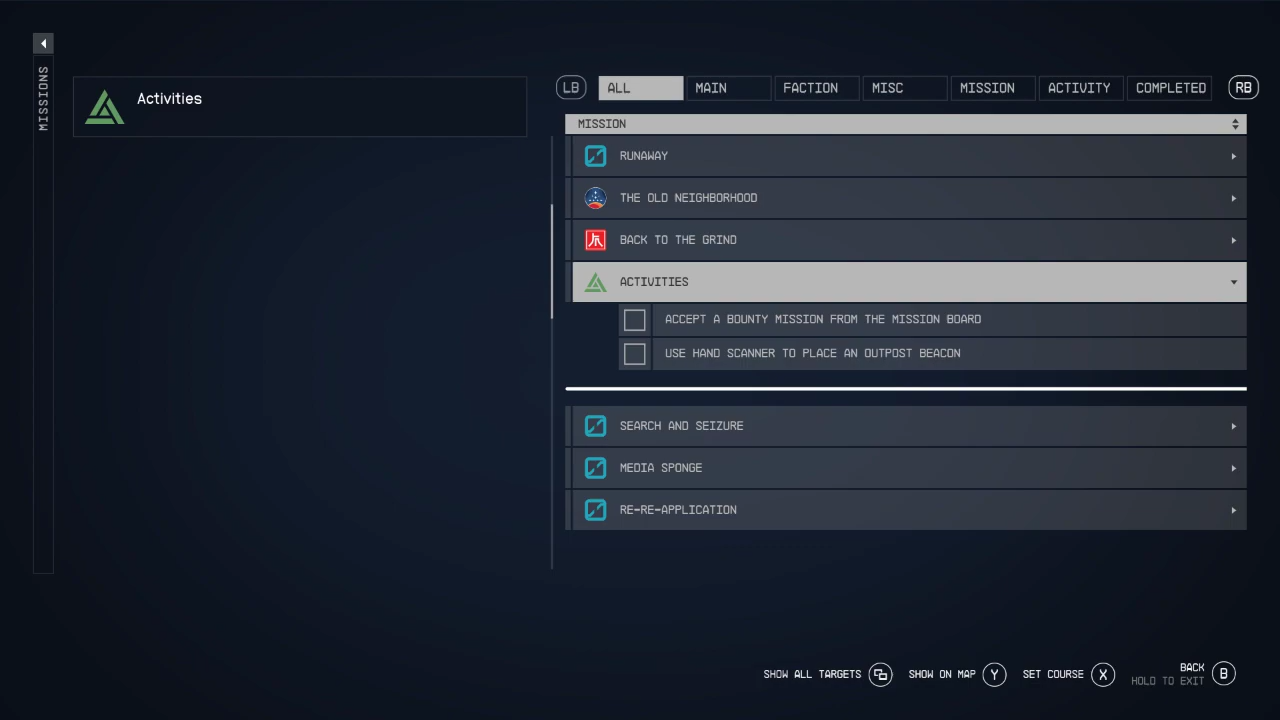 MISSIONS
Activities
LB
ALL
MAIN
FACTION
MISC
MISSION
ACTIVITY
COMPLETED
RB
MISSION
RUNAWAY
THE OLD NEIGHBORHOOD
BACK TO THE GRIND
ACTIVITIES
ACCEPT A BOUNTY MISSION FROM THE MISSION BOARD
USE HAND SCANNER TO PLACE AN OUTPOST BEACON
SEARCH AND SEIZURE
MEDIA SPONGE
RE-RE-APPLICATION
SHOW ALL TARGETS
SHOW ON MAP Y
SET COURSE X
BACK B
HOLD TO EXIT